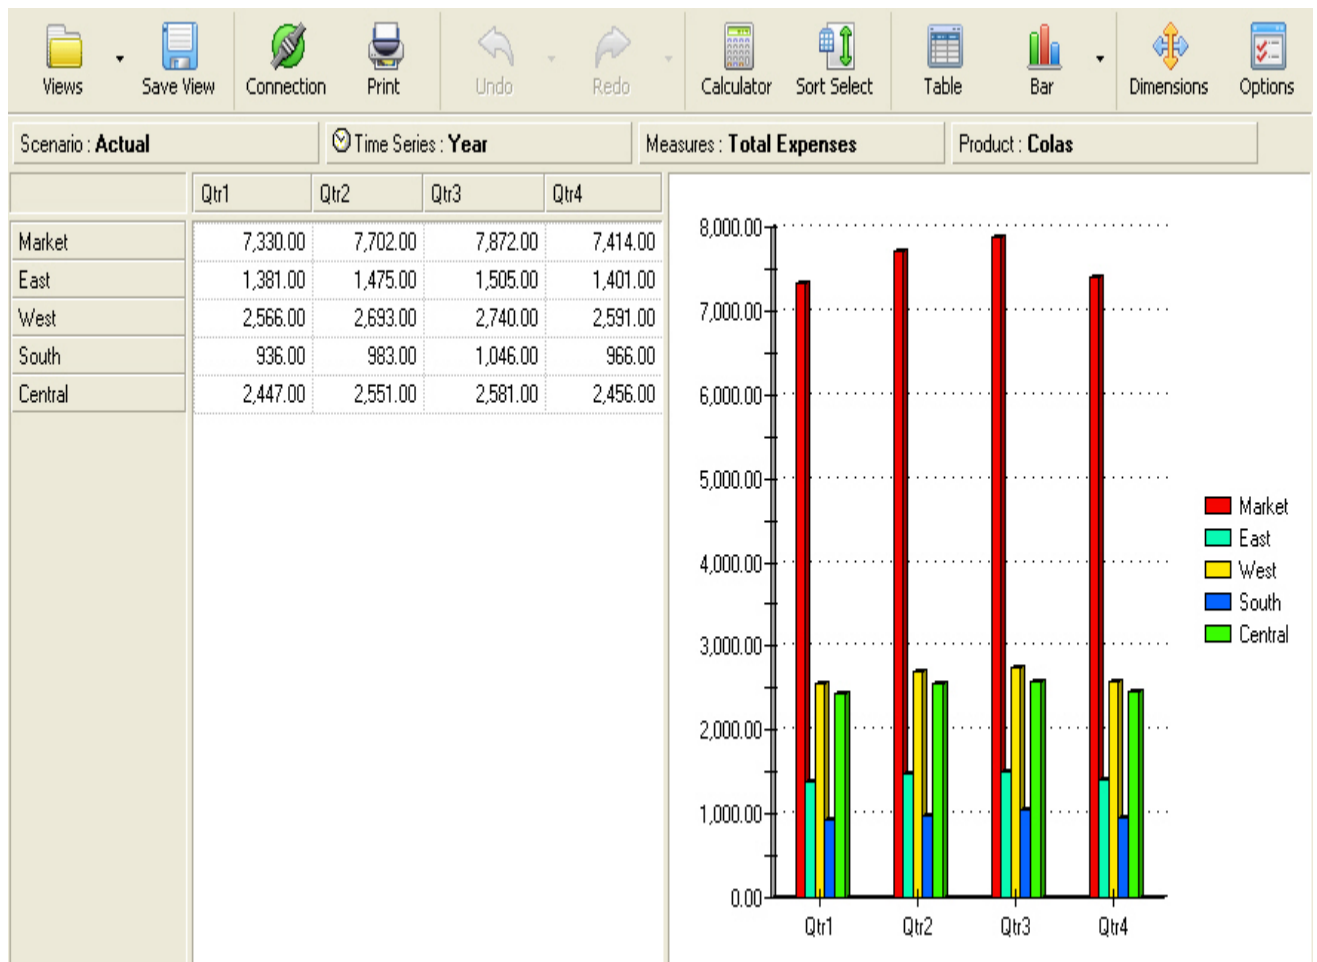 Views Save View Connection Print Undo Redo Calculator Sort Select Table Bar Dimensions Options
Scenario : Actual Time Series : Year Measures : Total Expenses Product : Colas
Qtr1 Qtr2 Qtr3 Qtr4
Market 7,330.00 7,702.00 7,872.00 7,414.00
East 1,381.00 1,475.00 1,505.00 1,401.00
West 2,566.00 2,693.00 2,740.00 2,591.00
South 936.00 983.00 1,046.00 966.00
Central 2,447.00 2,551.00 2,581.00 2,456.00
8,000.00
7,000.00
6,000.00
5,000.00
4,000.00
3,000.00
2,000.00
1,000.00
0.00
Qtr1 Qtr2 Qtr3 Qtr4
Market
East
West
South
Central